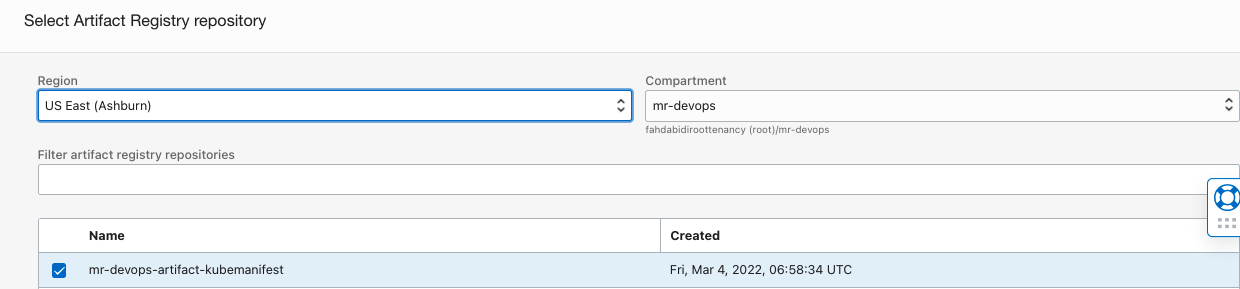 Select Artifact Registry repository
Region
Compartment
US East (Ashburn)
mr-devops
fahdabidiroottenancy (root)/mr-devops
Filter artifact registry repositories
Name
Created
mr-devops-artifact-kubemanifest
Fri, Mar 4, 2022, 06:58:34 UTC